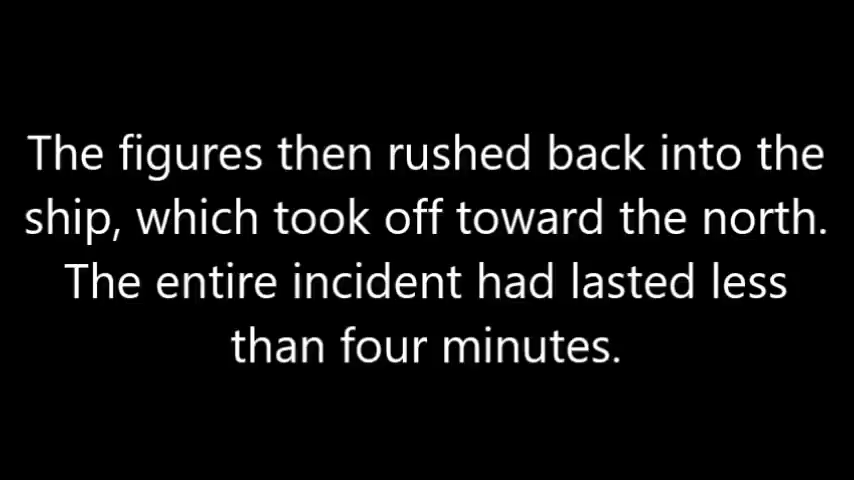 The figures then rushed back into the
ship, which took off toward the north.
The entire incident had lasted less
than four minutes.